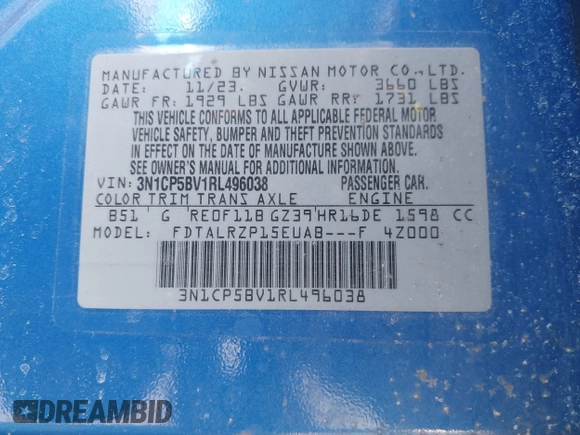 MANUFACTURED BY NISSAN MOTOR CO.,LTD.
DATE: 11/23. GVWR: 3660 LBS
GAWR FR: 1929 LBS GAWR RR: 1731 LBS
THIS VEHICLE CONFORMS TO ALL APPLICABLE FEDERAL MOTOR
VEHICLE SAFETY, BUMPER AND THEFT PREVENTION STANDARDS
IN EFFECT ON THE DATE OF MANUFACTURE SHOWN ABOVE.
SEE OWNER'S MANUAL FOR ADDITIONAL INFORMATION.
VIN: 3N1CP5BV1RL496038 PASSENGER CAR.
COLOR TRIM TRANS AXLE ENGINE
B51 G RE0F11B GZ39 HR16DE 1598 CC
MODEL: FDTALRZP15EUAB---F 4Z000
3N1CP5BV1RL496038
DREAMBID